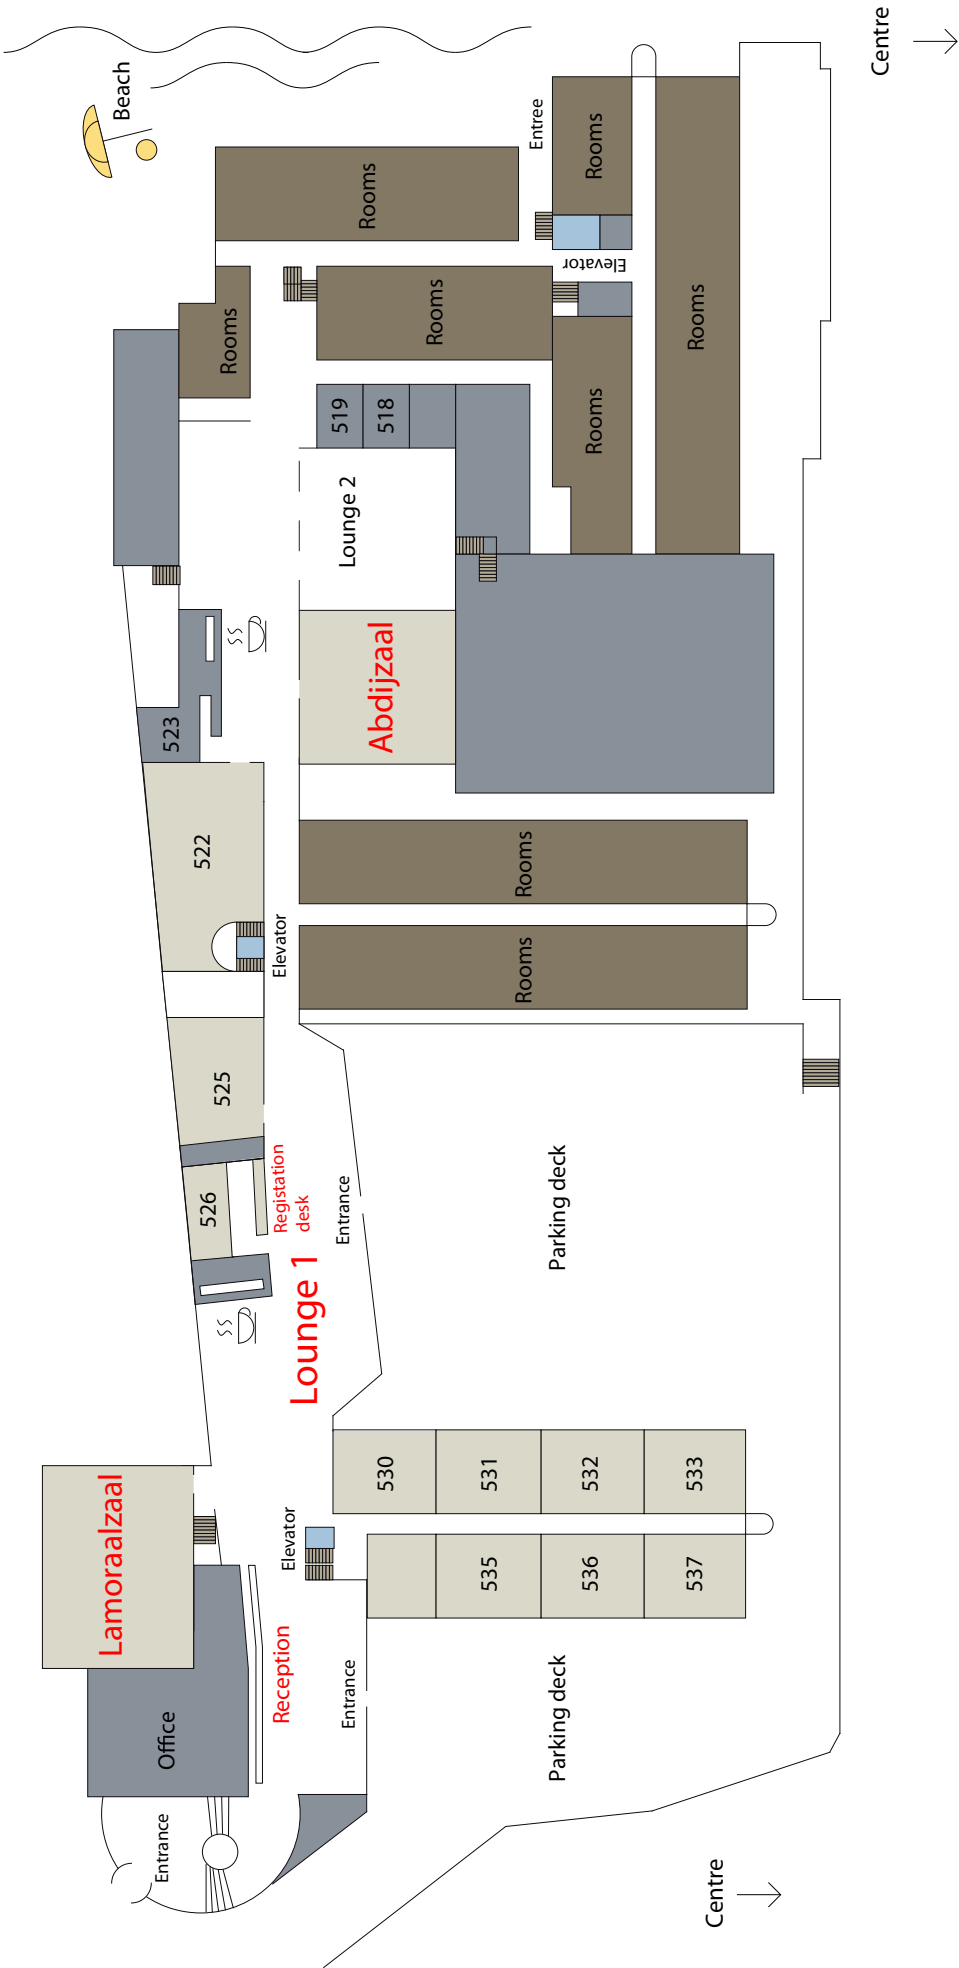 Centre
Beach
Entree
Rooms
Rooms
Elevator
Rooms
Rooms
Rooms
Rooms
519
518
Rooms
Lounge 2
Abdijzaal
523
522
Rooms
Elevator
Rooms
525
526
Registation
desk
Entrance
Lounge 1
Parking deck
Lamoraalzaal
530
531
532
533
Elevator
535
536
537
Reception
Entrance
Parking deck
Office
Entrance
Centre